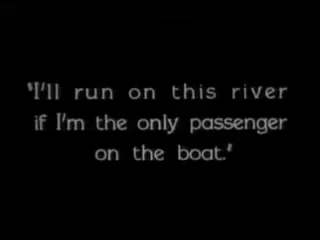 "I'll run on this river
if I'm the only passenger
on the boat."